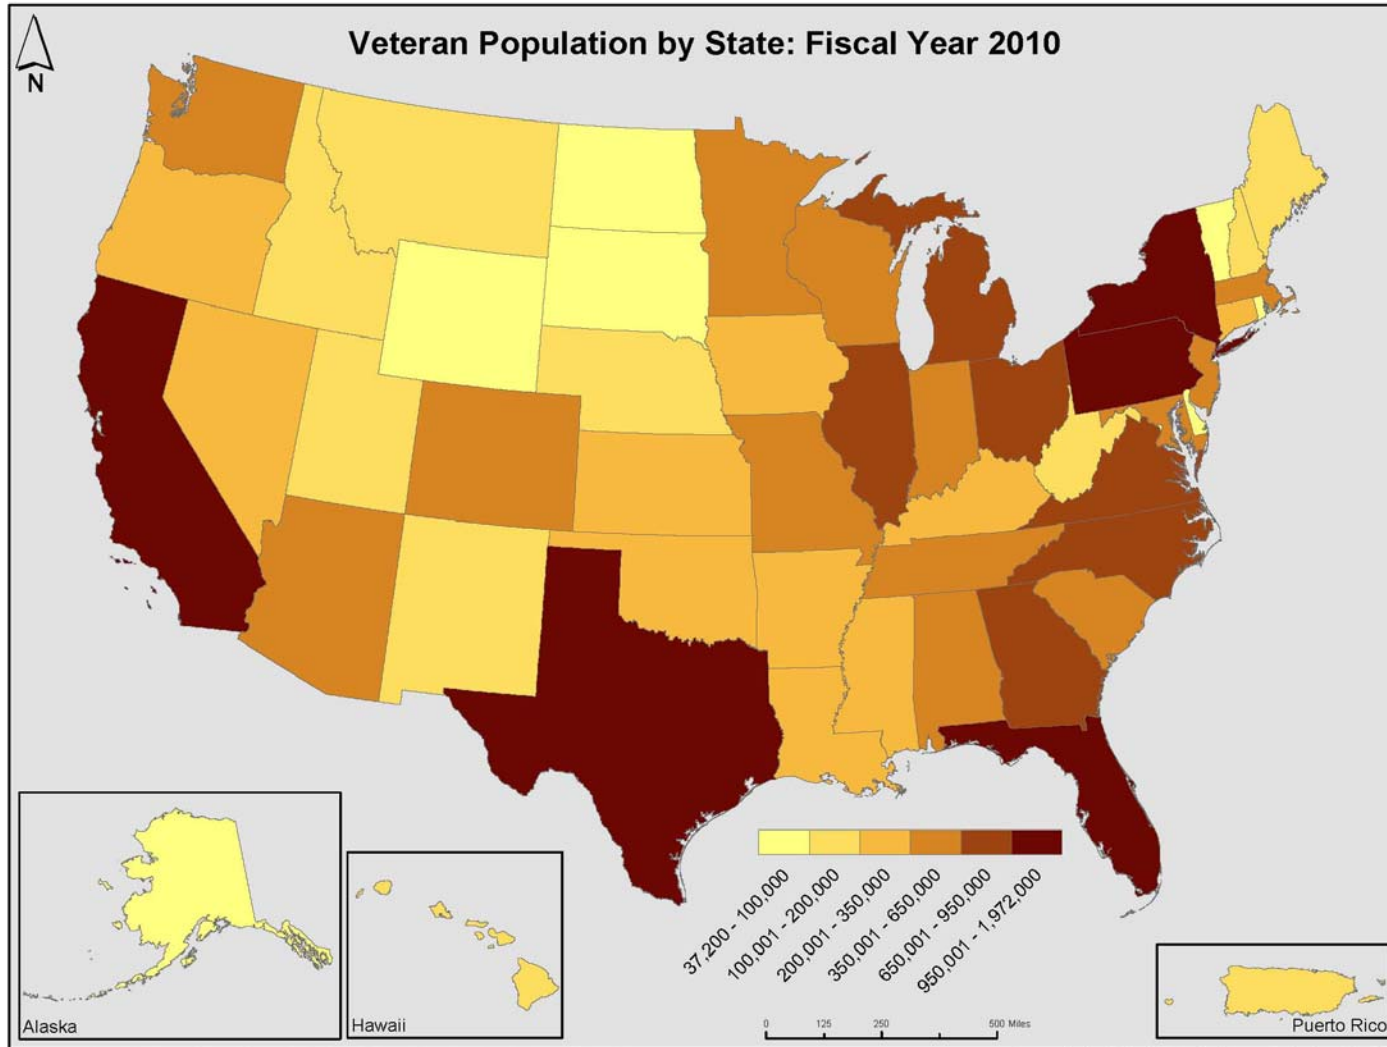 Veteran Population by State: Fiscal Year 2010
N
37,200 - 100,000
100,001 - 200,000
200,001 - 350,000
350,001 - 650,000
650,001 - 950,000
950,001 - 1,972,000
Alaska
Hawaii
0 125 250 500 Miles
Puerto Rico